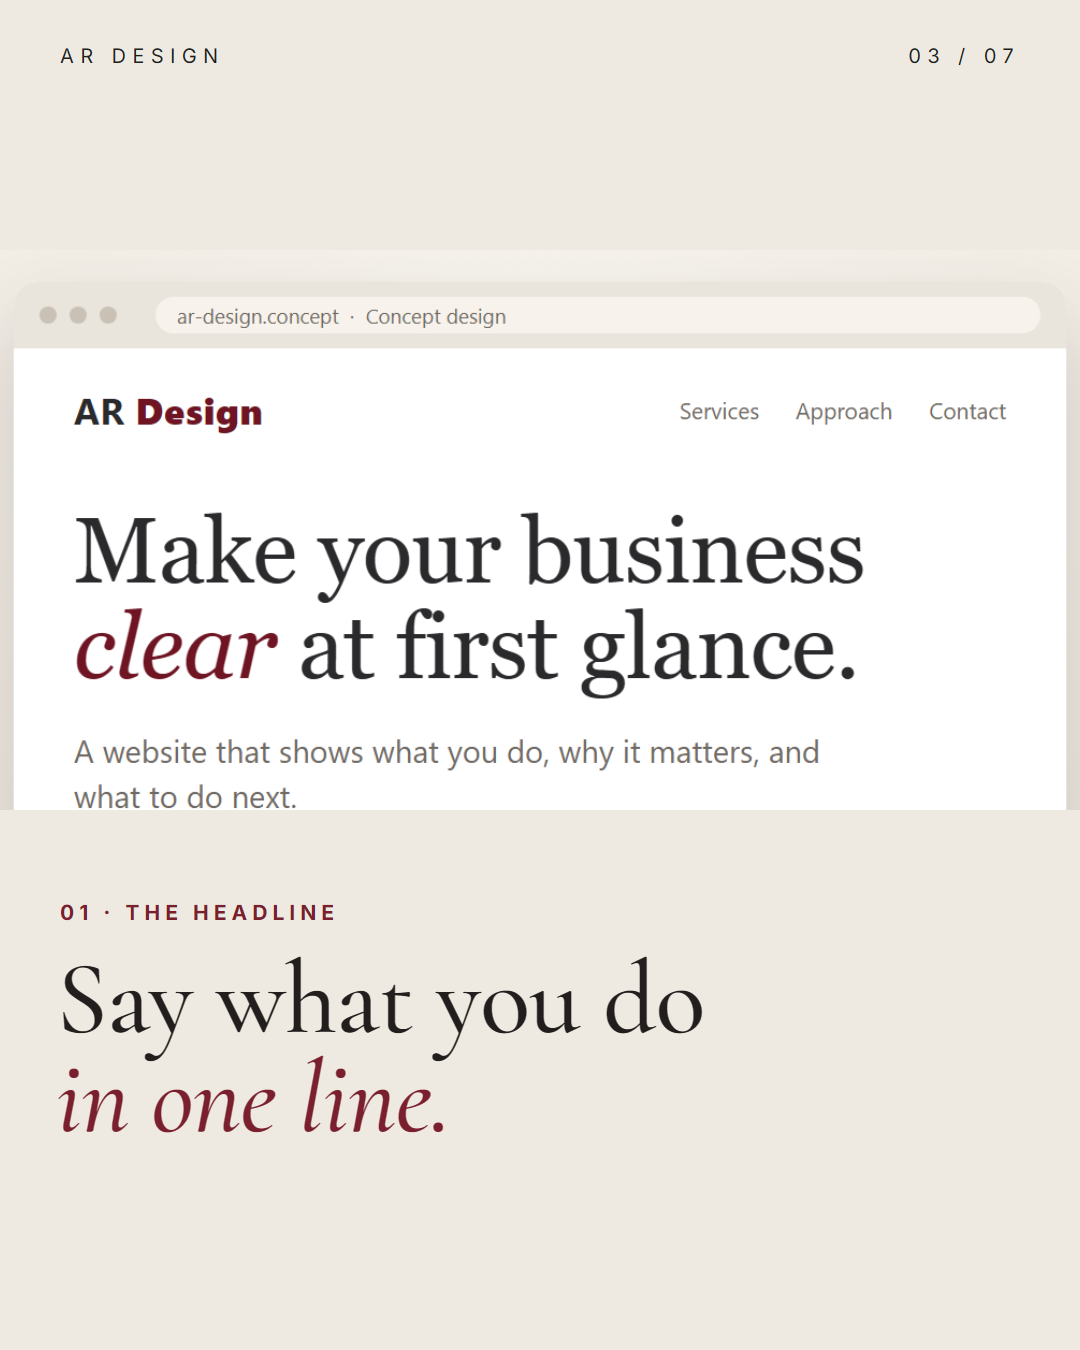 AR DESIGN
03 / 07
ar-design.concept · Concept design
AR Design
Services Approach Contact
Make your business
clear at first glance.
A website that shows what you do, why it matters, and
what to do next.
01 · THE HEADLINE
Say what you do
in one line.